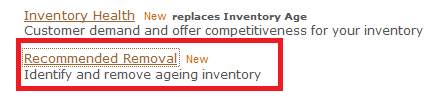 Inventory Health New replaces Inventory Age
Customer demand and offer competitiveness for your inventory
Recommended Removal New
Identify and remove ageing inventory